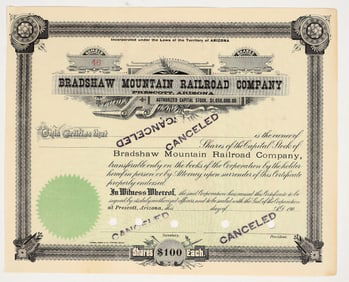 Incorporated under the Laws of the Territory of ARIZONA
SHARES
BRADSHAW MOUNTAIN RAILROAD COMPANY
PRESCOTT, ARIZONA
AUTHORIZED CAPITAL STOCK, $1,000,000.00
CANCELED
CANCELED
This Certifies that
is the owner of
Shares of the Capital Stock of
Bradshaw Mountain Railroad Company,
transferable only on the books of the Corporation by the holder
hereof in person or by Attorney upon surrender of this Certificate
properly endorsed.
In Witness Whereof, the said Corporation has caused this Certificate to be
signed by its duly authorized officers and to be sealed with the Seal of the Corporation
at Prescott, Arizona, this day of A.D. 190
CANCELED
CANCELED
Secretary.
President.
Shares $100 Each.